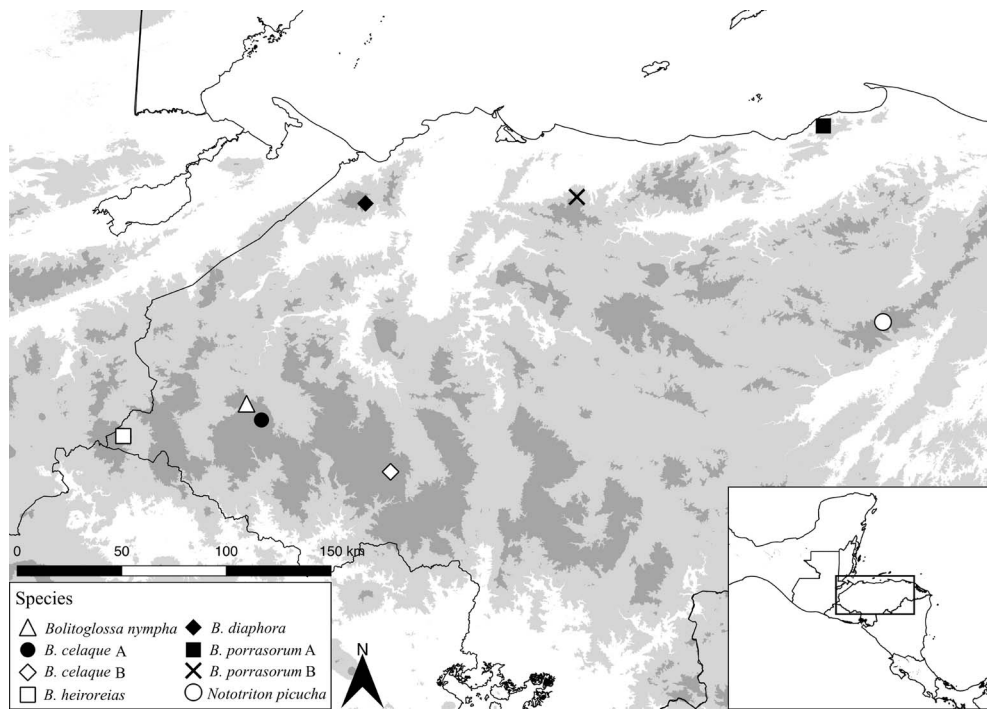 0 50 100 150 km
Species
Bolitoglossa nympha
B. celaque A
B. celaque B
B. heiroreias
B. diaphora
B. porrasorum A
B. porrasorum B
Nototriton picucha
N